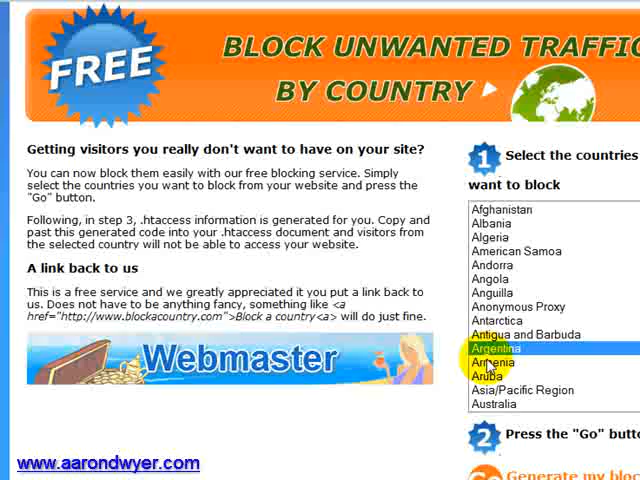 FREE
BLOCK UNWANTED TRAFFIC
BY COUNTRY
Getting visitors you really don't want to have on your site?
You can now block them easily with our free blocking service. Simply
select the countries you want to block from your website and press the
"Go" button.
Following, in step 3, .htaccess information is generated for you. Copy and
past this generated code into your .htaccess document and visitors from
the selected country will not be able to access your website.
A link back to us
This is a free service and we greatly appreciated it you put a link back to
us. Does not have to be anything fancy, something like <a
href="http://www.blockacountry.com">Block a country<a> will do just fine.
Webmaster
www.aarondwyer.com
1 Select the countries
want to block
Afghanistan
Albania
Algeria
American Samoa
Andorra
Angola
Anguilla
Anonymous Proxy
Antarctica
Antigua and Barbuda
Argentina
Armenia
Aruba
Asia/Pacific Region
Australia
2 Press the "Go" butto
Go Generate my bloc